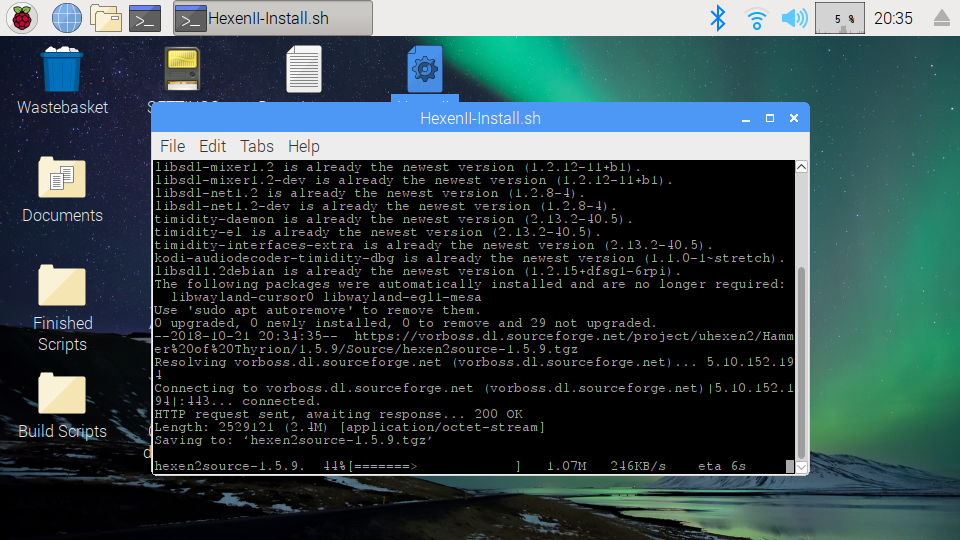 HexenII-Install.sh
5 %
20:35
Wastebasket
Documents
Finished
Scripts
Build Scripts
HexenII-Install.sh
File Edit Tabs Help
libsdl-mixer1.2 is already the newest version (1.2.12-11+b1).
libsdl-mixer1.2-dev is already the newest version (1.2.12-11+b1).
libsdl-net1.2 is already the newest version (1.2.8-4).
libsdl-net1.2-dev is already the newest version (1.2.8-4).
timidity-daemon is already the newest version (2.13.2-40.5).
timidity-el is already the newest version (2.13.2-40.5).
timidity-interfaces-extra is already the newest version (2.13.2-40.5).
kodi-audiodecoder-timidity-dbg is already the newest version (1.1.0-1~stretch).
libsdl1.2debian is already the newest version (1.2.15+dfsg1-6rpi).
The following packages were automatically installed and are no longer required:
libwayland-cursor0 libwayland-egl1-mesa
Use 'sudo apt autoremove' to remove them.
0 upgraded, 0 newly installed, 0 to remove and 29 not upgraded.
--2018-10-21 20:34:35-- https://vorboss.dl.sourceforge.net/project/uhexen2/Hamm
er%20of%20Thyrion/1.5.9/Source/hexen2source-1.5.9.tgz
Resolving vorboss.dl.sourceforge.net (vorboss.dl.sourceforge.net)... 5.10.152.19
4
Connecting to vorboss.dl.sourceforge.net (vorboss.dl.sourceforge.net)|5.10.152.1
94|:443... connected.
HTTP request sent, awaiting response... 200 OK
Length: 2529121 (2.4M) [application/octet-stream]
Saving to: ‘hexen2source-1.5.9.tgz’
hexen2source-1.5.9. 44%[=======> ] 1.07M 246KB/s eta 6s